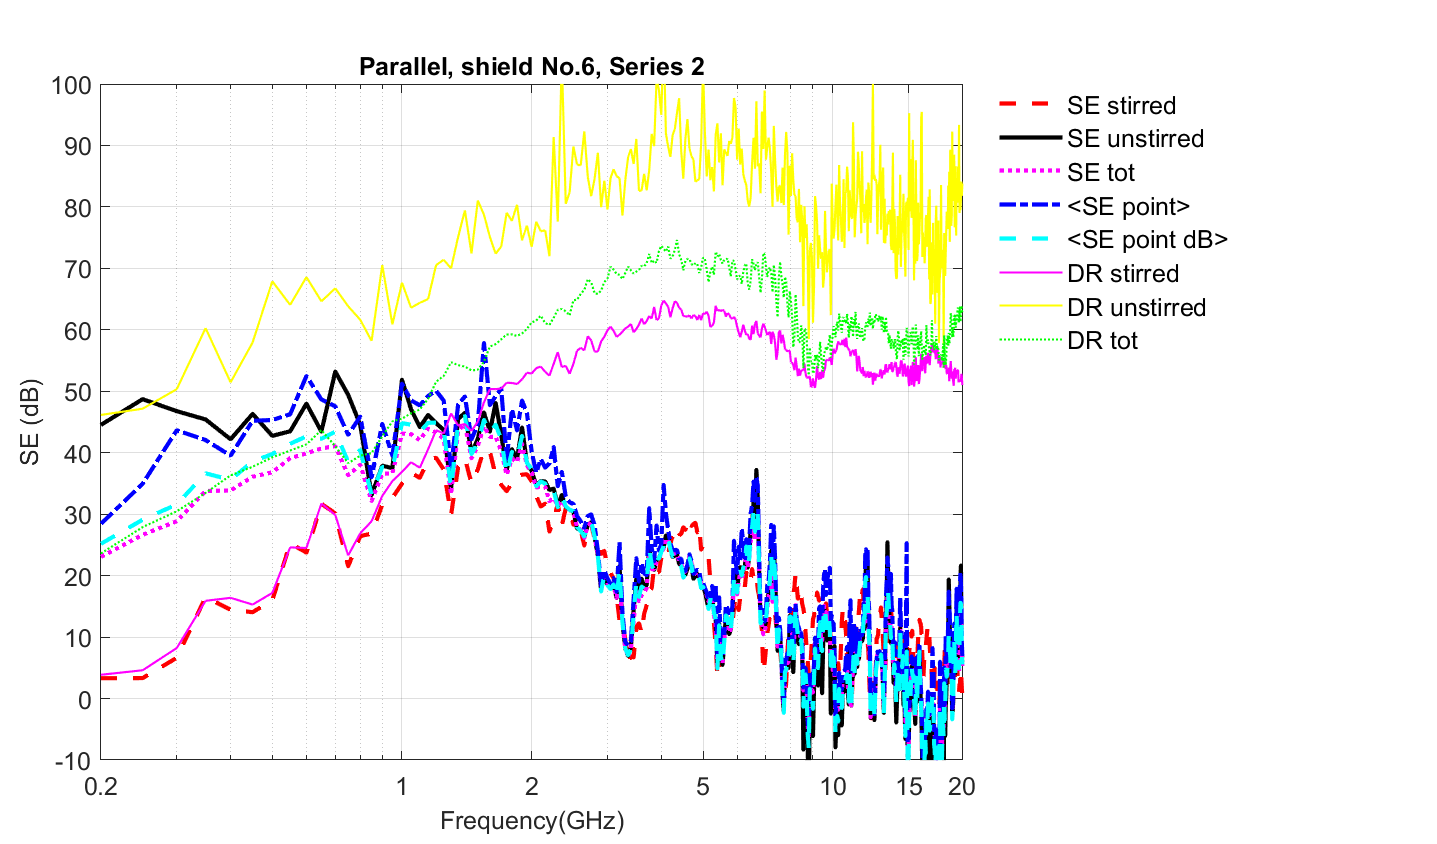 Parallel, shield No.6, Series 2
100
90
80
70
60
50
40
30
20
10
0
-10
SE (dB)
0.2
1
2
5
10
15
20
Frequency(GHz)
SE stirred
SE unstirred
SE tot
<SE point>
<SE point dB>
DR stirred
DR unstirred
DR tot